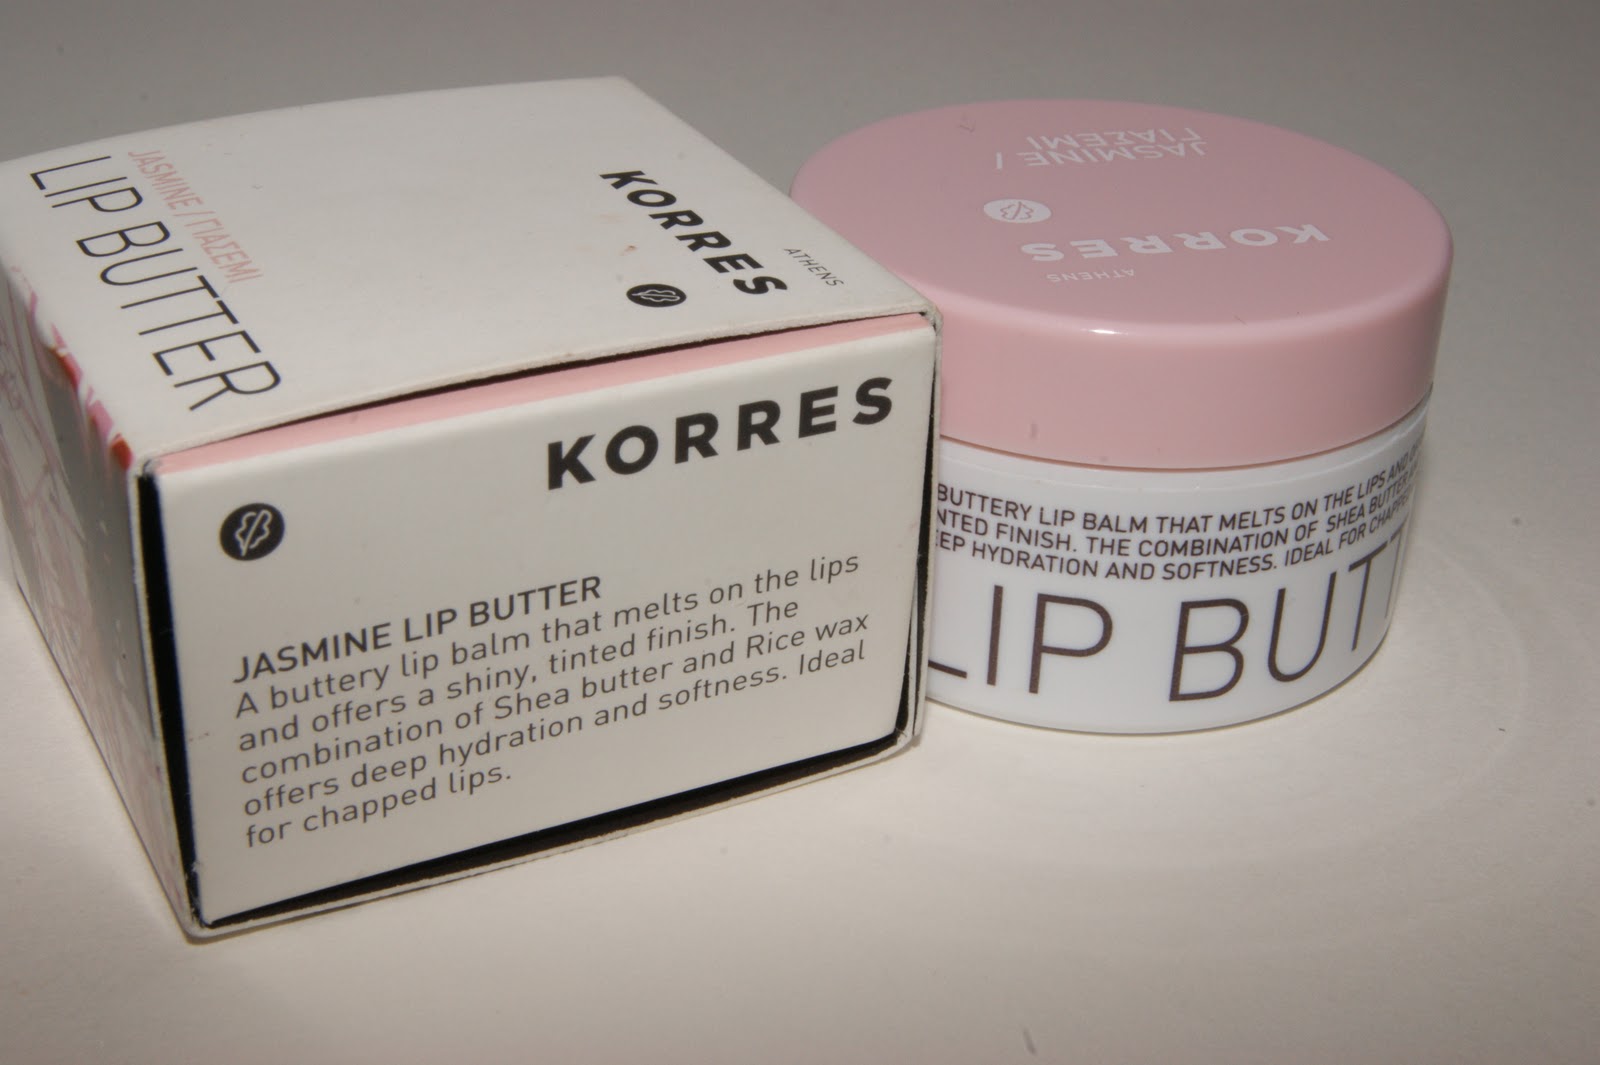 JASMINE / ΓΙΑΣΕΜΙ
LIP BUTTER
KORRES
ATHENS
KORRES
JASMINE LIP BUTTER
A buttery lip balm that melts on the lips
and offers a shiny, tinted finish. The
combination of Shea butter and Rice wax
offers deep hydration and softness. Ideal
for chapped lips.
JASMINE /
ΓΙΑΣΕΜΙ
KORRES
ATHENS
BUTTERY LIP BALM THAT MELTS ON THE LIPS AND
FINISH. THE COMBINATION OF SHEA BUTTER
HYDRATION AND SOFTNESS. IDEAL FOR
LIP